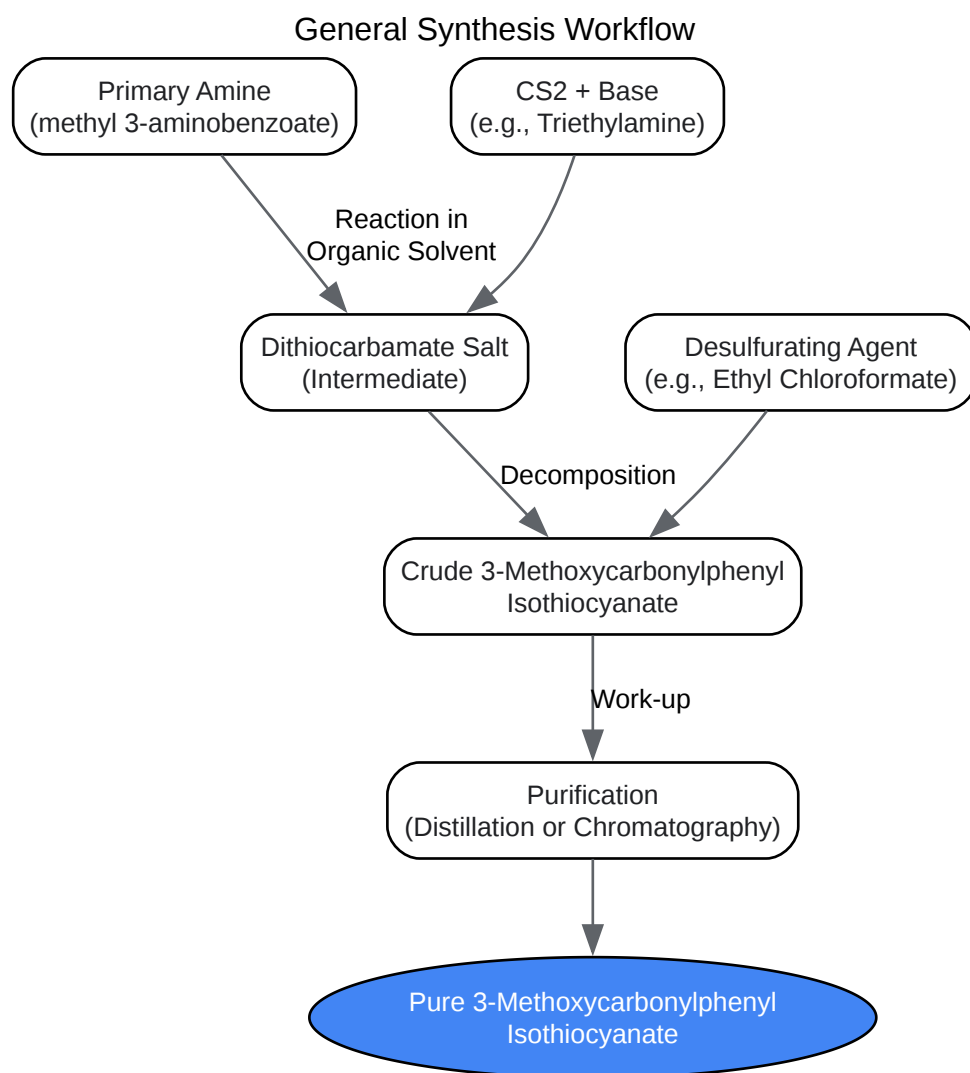 General Synthesis Workflow
Primary Amine
(methyl 3-aminobenzoate)
CS2 + Base
(e.g., Triethylamine)
Reaction in
Organic Solvent
Dithiocarbamate Salt
(Intermediate)
Desulfurating Agent
(e.g., Ethyl Chloroformate)
Decomposition
Crude 3-Methoxycarbonylphenyl
Isothiocyanate
Work-up
Purification
(Distillation or Chromatography)
Pure 3-Methoxycarbonylphenyl
Isothiocyanate